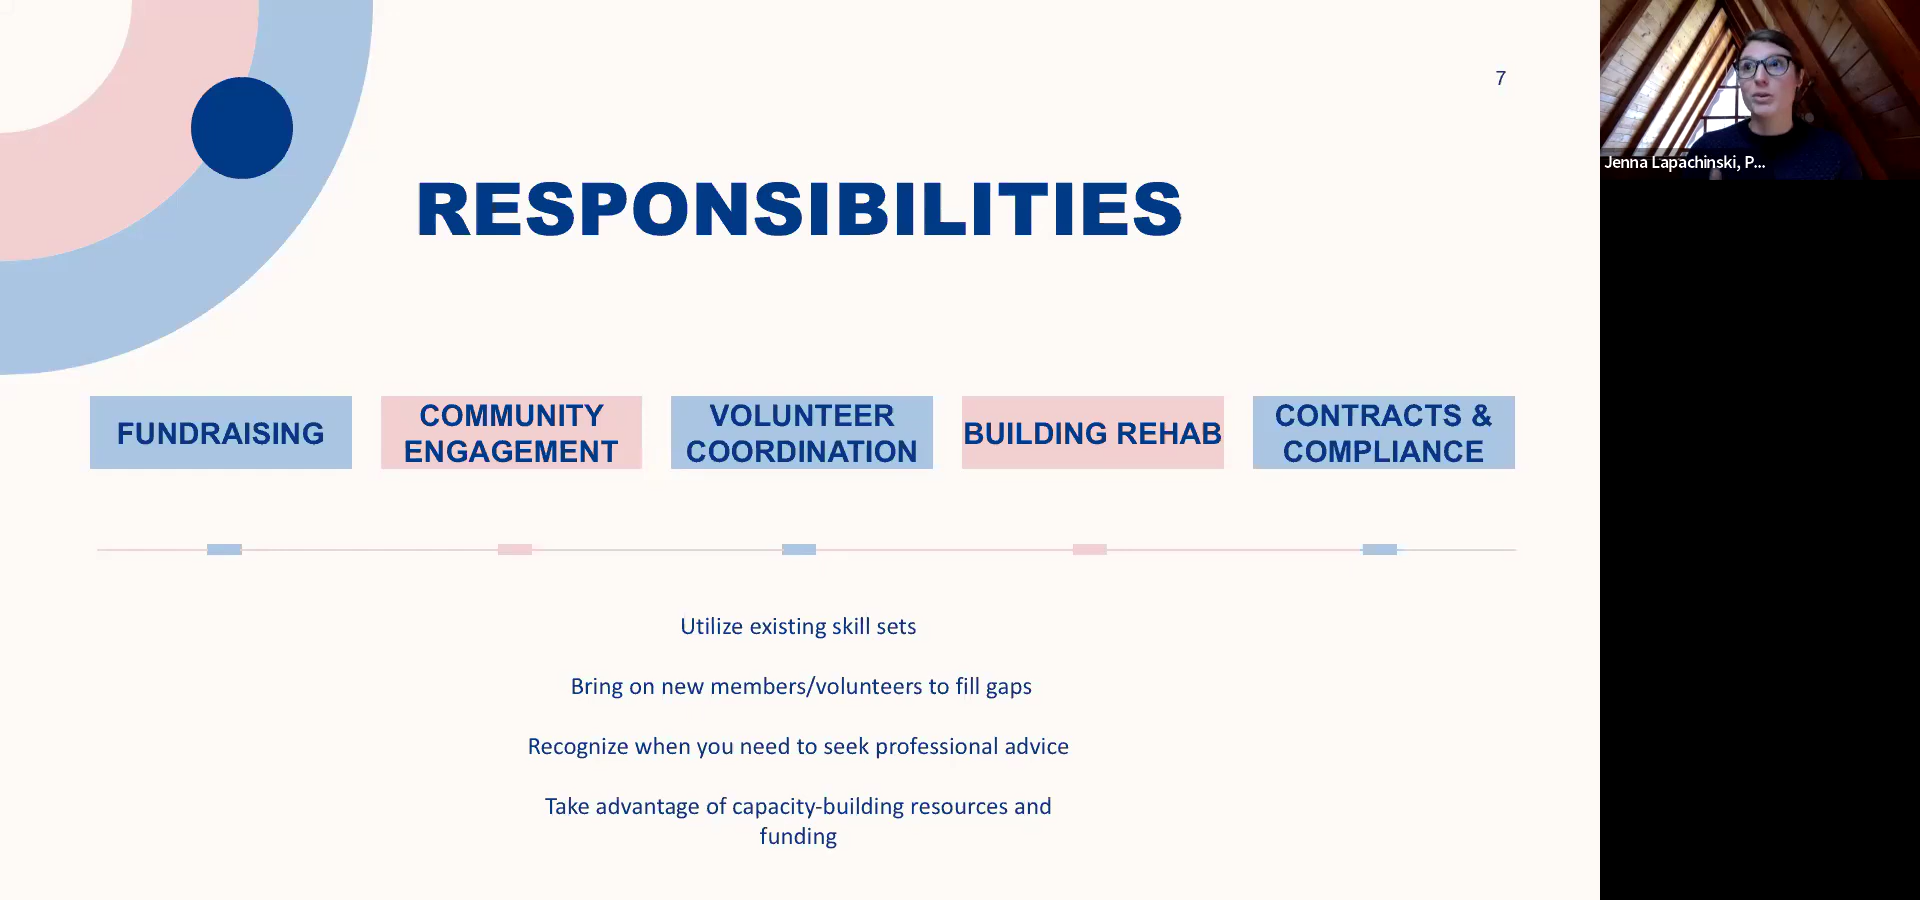 7
Jenna Lapachinski, P...
RESPONSIBILITIES
FUNDRAISING
COMMUNITY
ENGAGEMENT
VOLUNTEER
COORDINATION
BUILDING REHAB
CONTRACTS &
COMPLIANCE
Utilize existing skill sets
Bring on new members/volunteers to fill gaps
Recognize when you need to seek professional advice
Take advantage of capacity-building resources and
funding